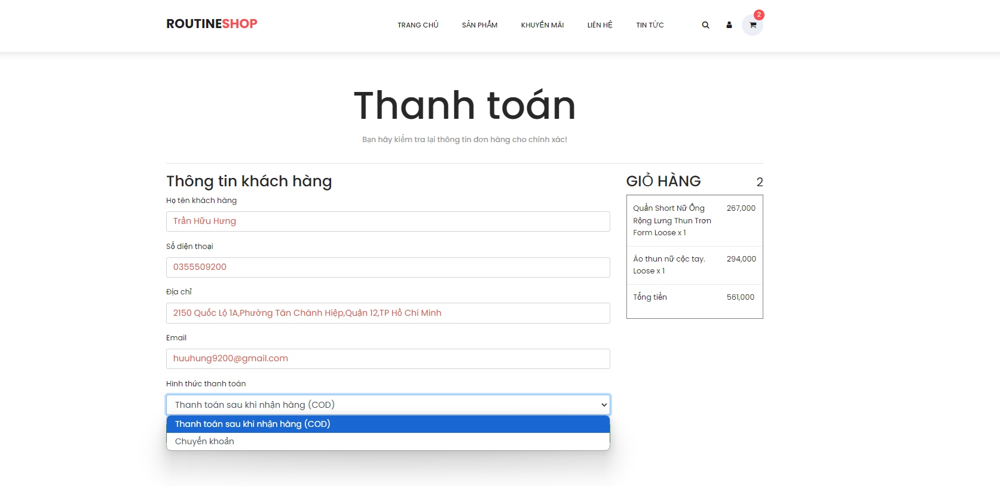 ROUTINESHOP
TRANG CHỦ SẢN PHẨM KHUYẾN MÃI LIÊN HỆ TIN TỨC 2
Thanh toán
Bạn hãy kiểm tra lại thông tin đơn hàng cho chính xác!
Thông tin khách hàng
Họ tên khách hàng
Trần Hữu Hưng
Số điện thoại
0355509200
Địa chỉ
2150 Quốc Lộ 1A,Phường Tân Chánh Hiệp,Quận 12,TP Hồ Chí Minh
Email
huuhung9200@gmail.com
Hình thức thanh toán
Thanh toán sau khi nhận hàng (COD)
Thanh toán sau khi nhận hàng (COD)
Chuyển khoản
GIỎ HÀNG 2
Quần Short Nữ Ống 267,000
Rộng Lưng Thun Trơn
Form Loose x 1
Áo thun nữ cộc tay. 294,000
Loose x 1
Tổng tiền 561,000